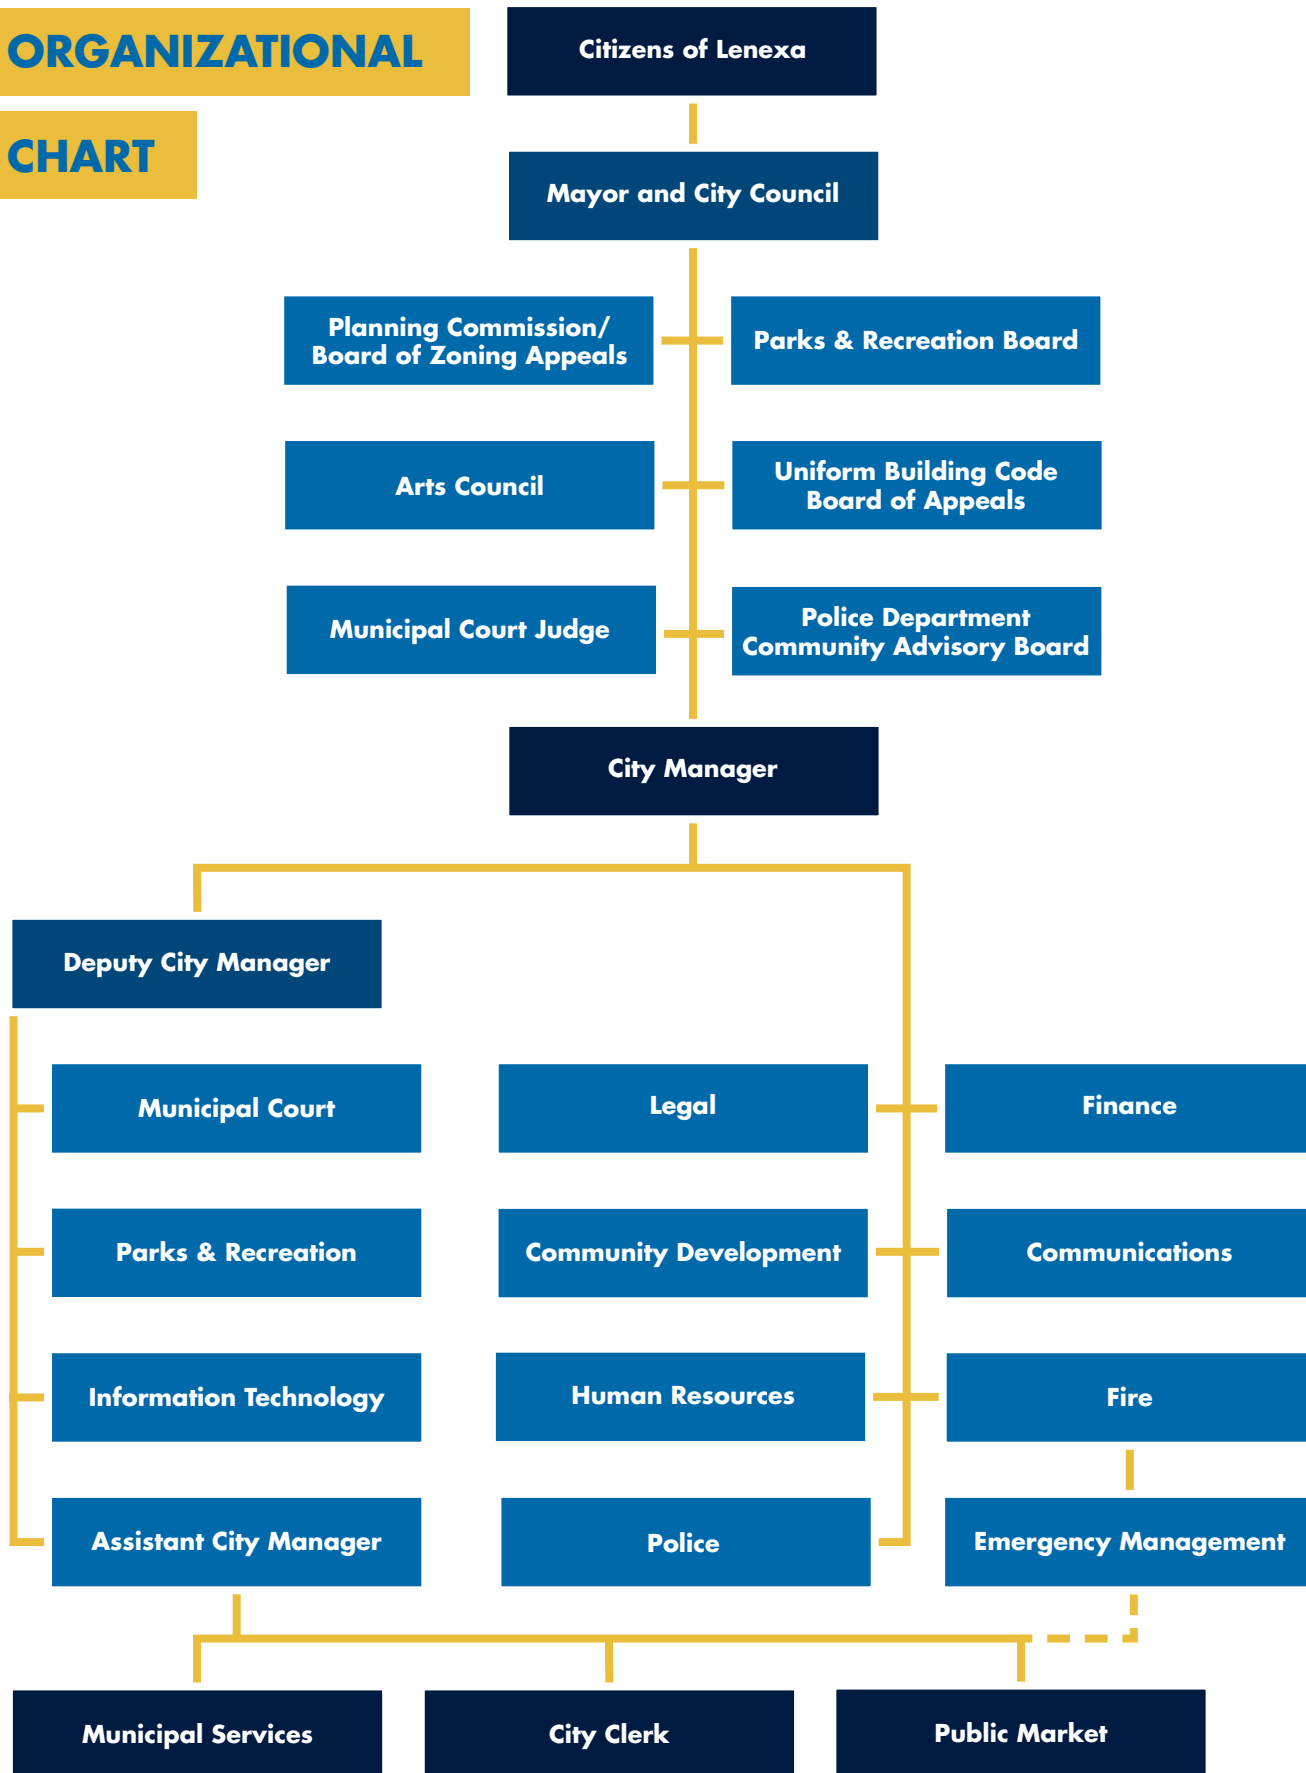 ORGANIZATIONAL
CHART
Citizens of Lenexa
Mayor and City Council
Planning Commission/
Board of Zoning Appeals
Parks & Recreation Board
Arts Council
Uniform Building Code
Board of Appeals
Municipal Court Judge
Police Department
Community Advisory Board
City Manager
Deputy City Manager
Municipal Court
Legal
Finance
Parks & Recreation
Community Development
Communications
Information Technology
Human Resources
Fire
Assistant City Manager
Police
Emergency Management
Municipal Services
City Clerk
Public Market